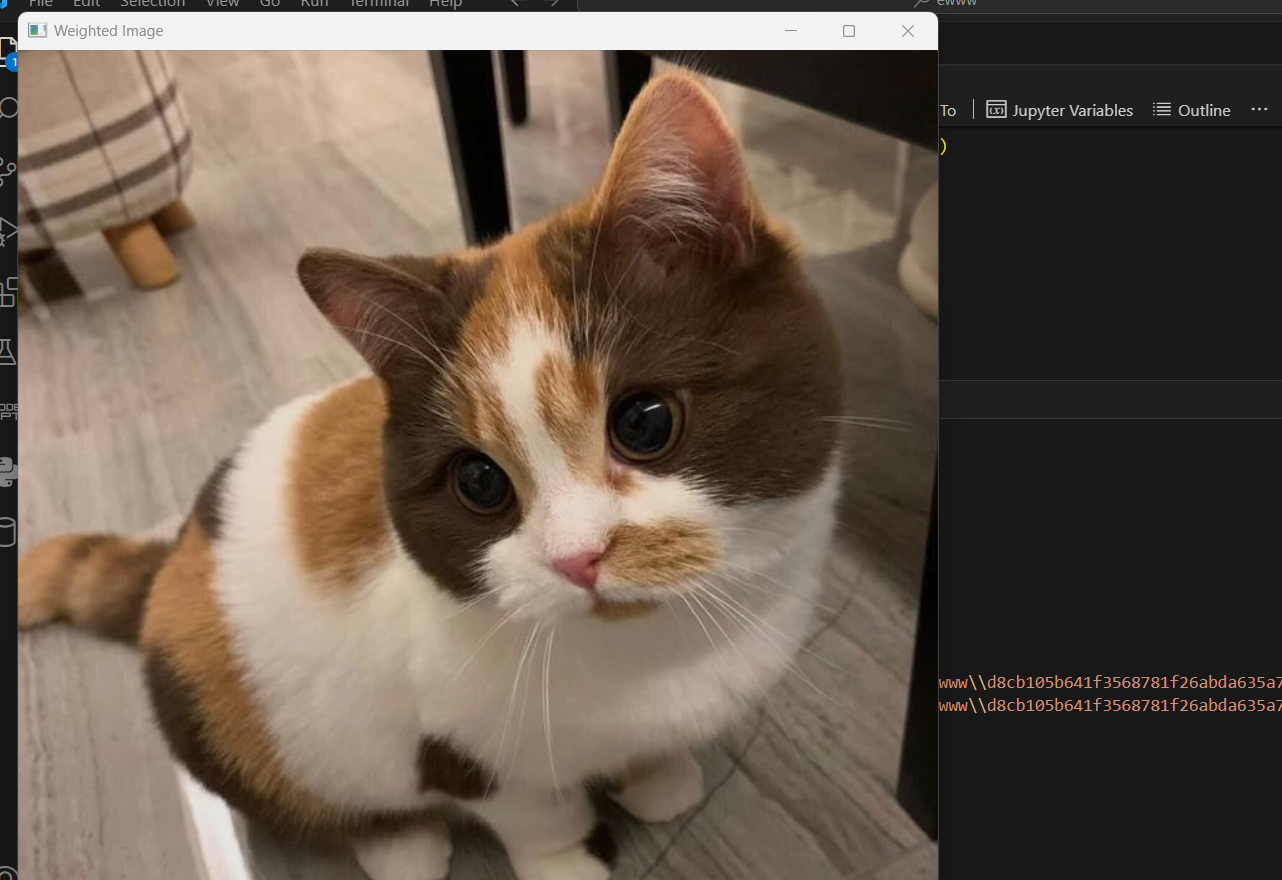 File Edit Selection View Go Run Terminal Help
ewww
Weighted Image
1
To Jupyter Variables Outline ...
)
www\\d8cb105b641f3568781f26abda635a7
www\\d8cb105b641f3568781f26abda635a7